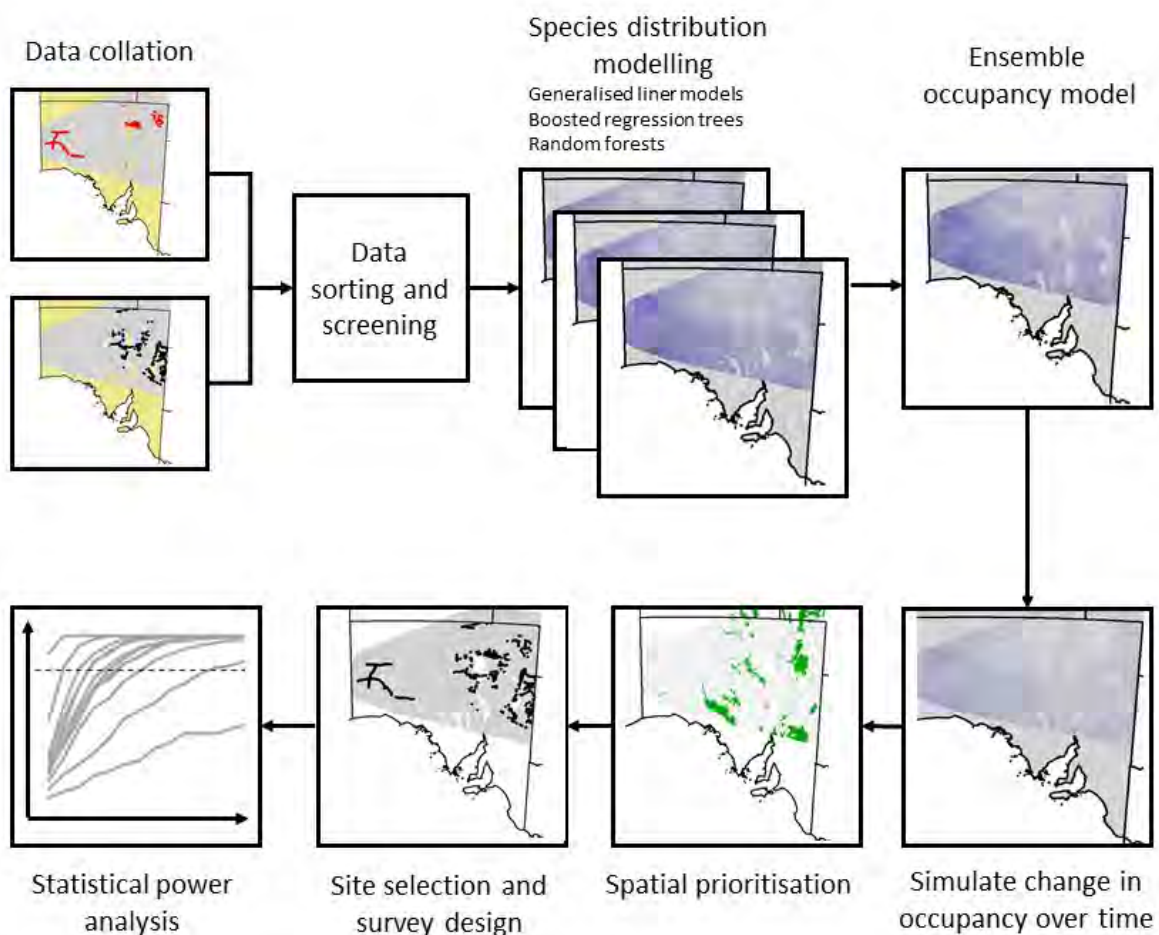 Data collation
Species distribution
modelling
Generalised liner models
Boosted regression trees
Random forests
Ensemble
occupancy model
Data
sorting and
screening
Statistical power
analysis
Site selection and
survey design
Spatial prioritisation
Simulate change in
occupancy over time